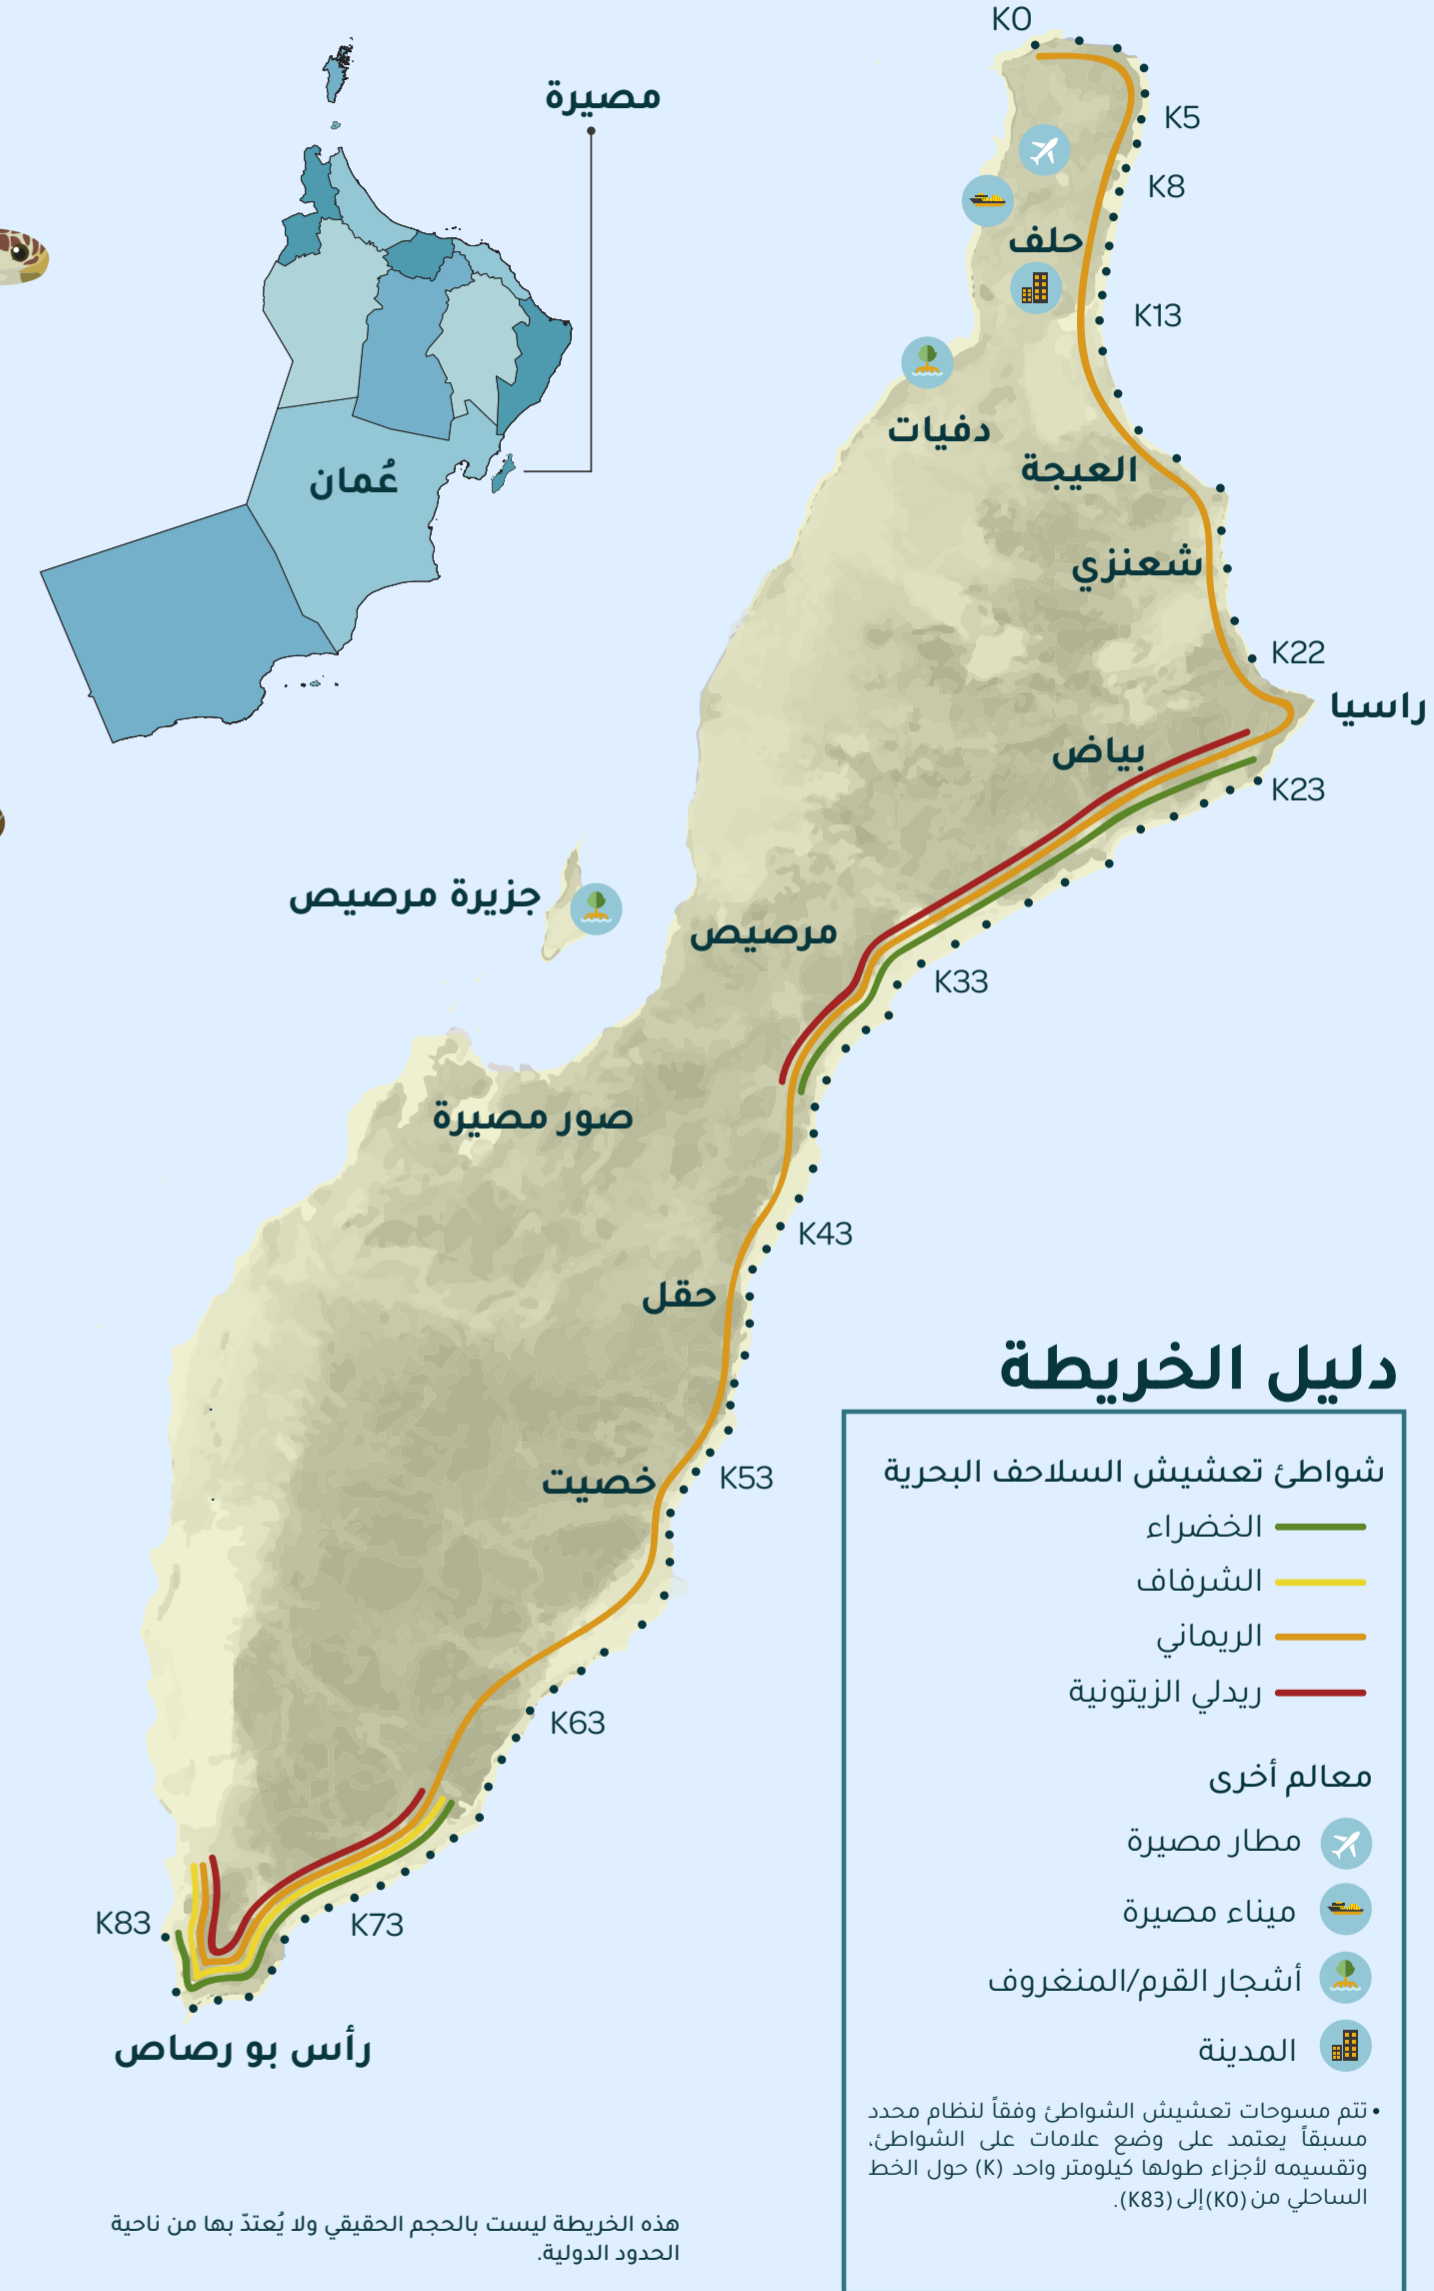 K0
مصيرة
K5
K8
حلف
K13
دفيات
العيجة
عُمان
شعنزي
K22
راسيا
بياض
K23
جزيرة مرصيص
مرصيص
K33
صور مصيرة
K43
حقل
دليل الخريطة
شواطئ تعشيش السلاحف البحرية
الخضراء
الشرفاف
الريماني
ريدلي الزيتونية
معالم أخرى
مطار مصيرة
ميناء مصيرة
أشجار القرم/المنغروف
المدينة
•تتم مسوحات تعشيش الشواطئ وفقاً لنظام محدد
مسبقاً يعتمد على وضع علامات على الشواطئ،
وتقسيمه لأجزاء طولها كيلومتر واحد (K) حول الخط
الساحلي من (K0)إلى(K83).
خصيت
K53
K63
K83
K73
رأس بو رصاص
هذه الخريطة ليست بالحجم الحقيقي ولا يُعتدّ بها من ناحية
الحدود الدولية.